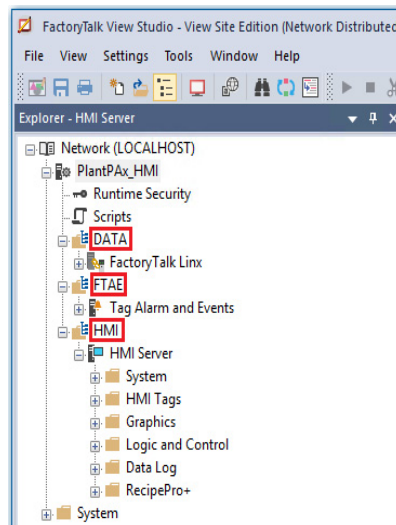 FactoryTalk View Studio - View Site Edition (Network Distributed
File View Settings Tools Window Help
Explorer - HMI Server
Network (LOCALHOST)
PlantPAx_HMI
Runtime Security
Scripts
DATA
FactoryTalk Linx
FTAE
Tag Alarm and Events
HMI
HMI Server
System
HMI Tags
Graphics
Logic and Control
Data Log
RecipePro+
System